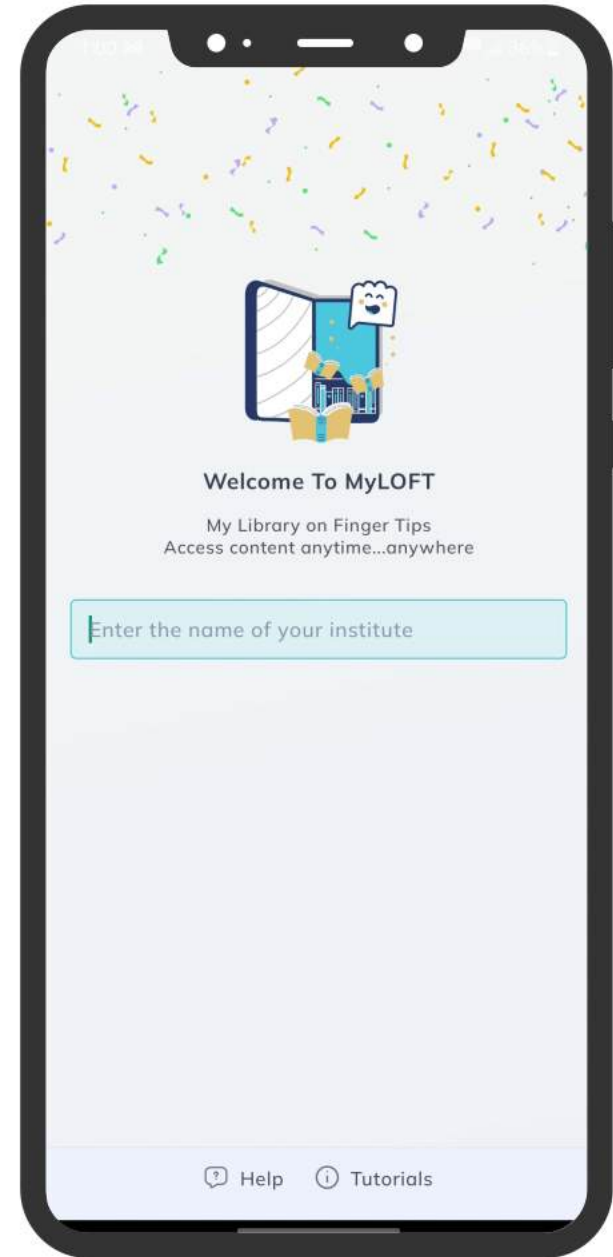 Welcome To MyLOFT
My Library on Finger Tips
Access content anytime...anywhere
Enter the name of your institute
Help
Tutorials